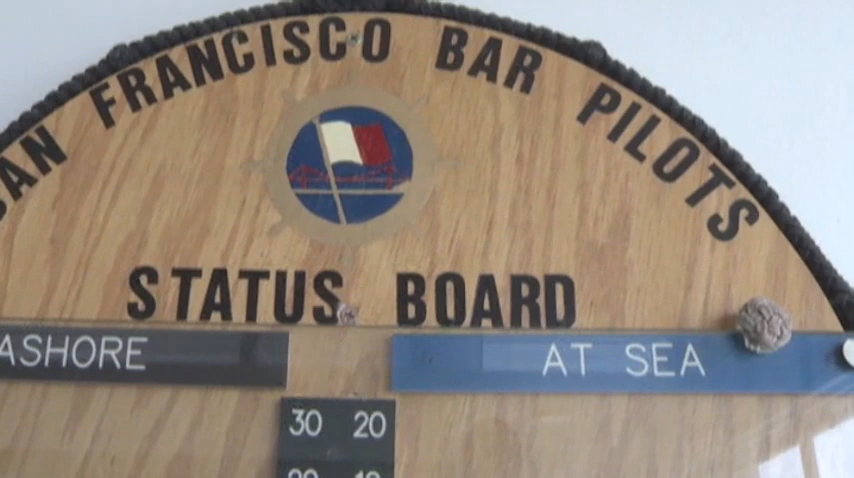 SAN FRANCISCO BAR PILOTS
STATUS BOARD
ASHORE
AT SEA
30 20